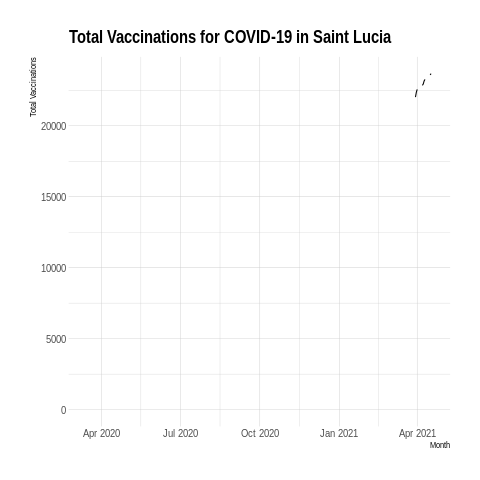 Total Vaccinations for COVID-19 in Saint Lucia
Total Vaccinations
20000
15000
10000
5000
0
Apr 2020 Jul 2020 Oct 2020 Jan 2021 Apr 2021
Month